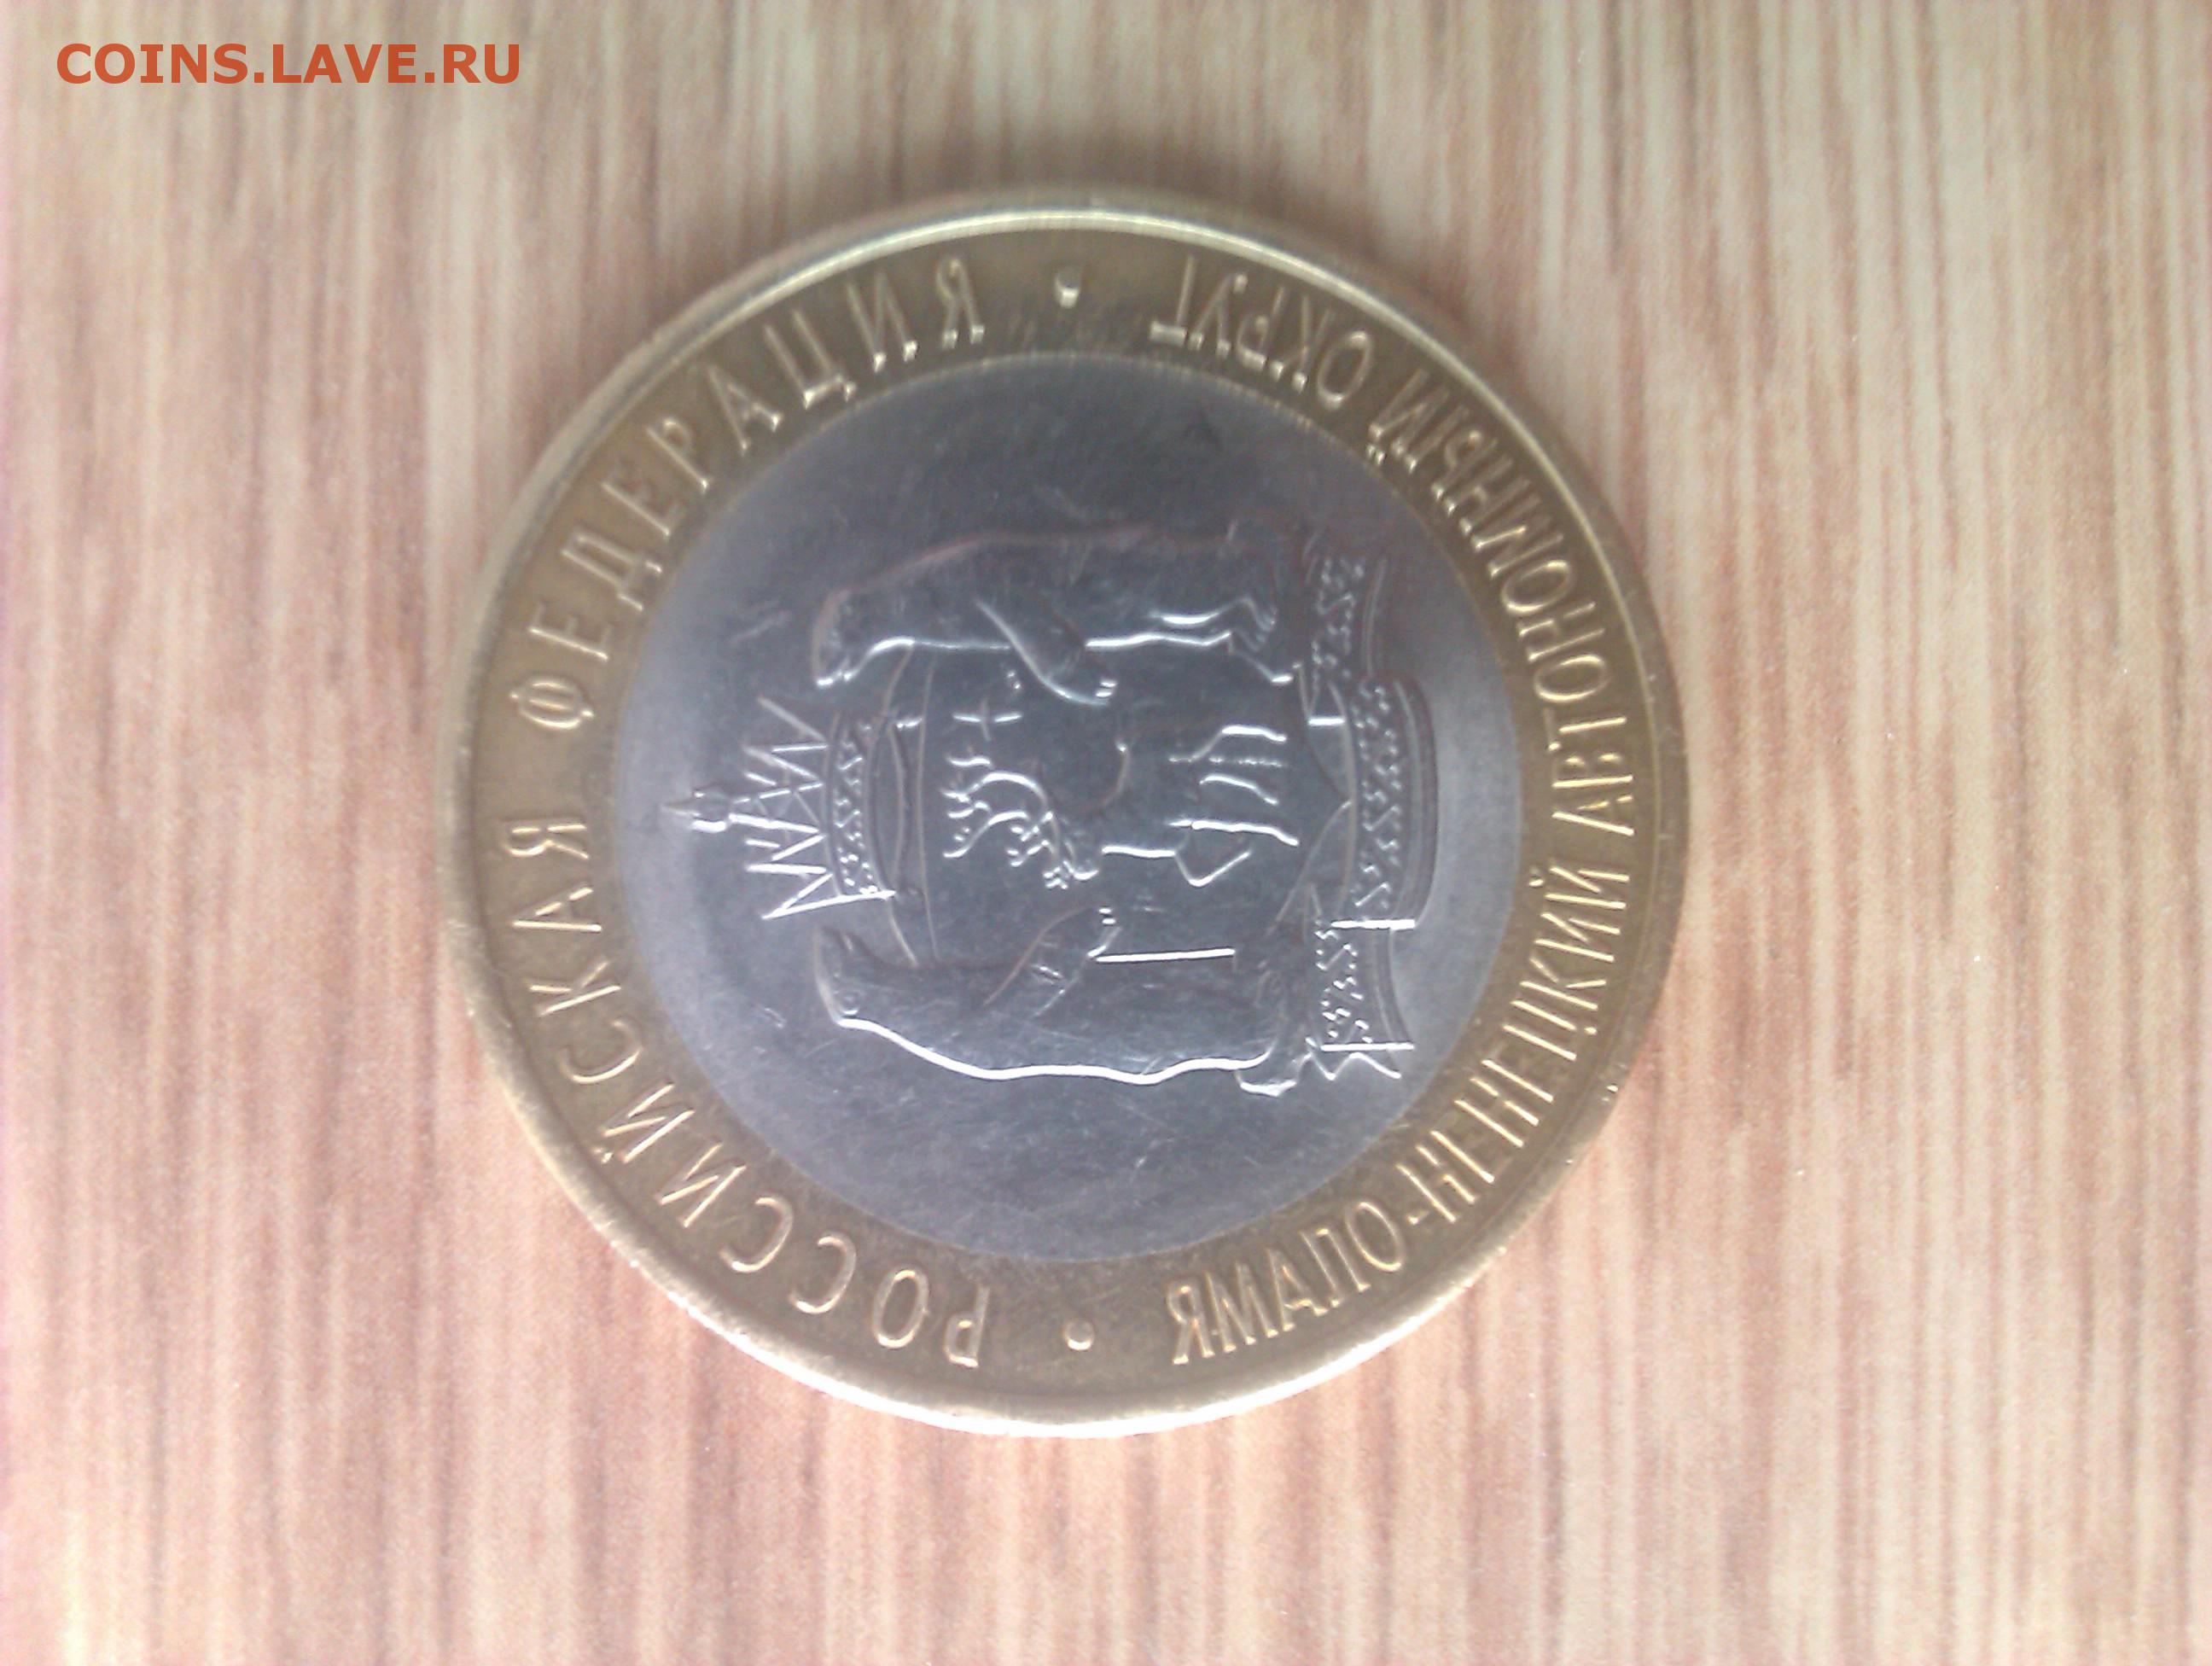 COINS.LAVE.RU
• РОССИЙСКАЯ ФЕДЕРАЦИЯ •
ЯМАЛО-НЕНЕЦКИЙ АВТОНОМНЫЙ ОКРУГ